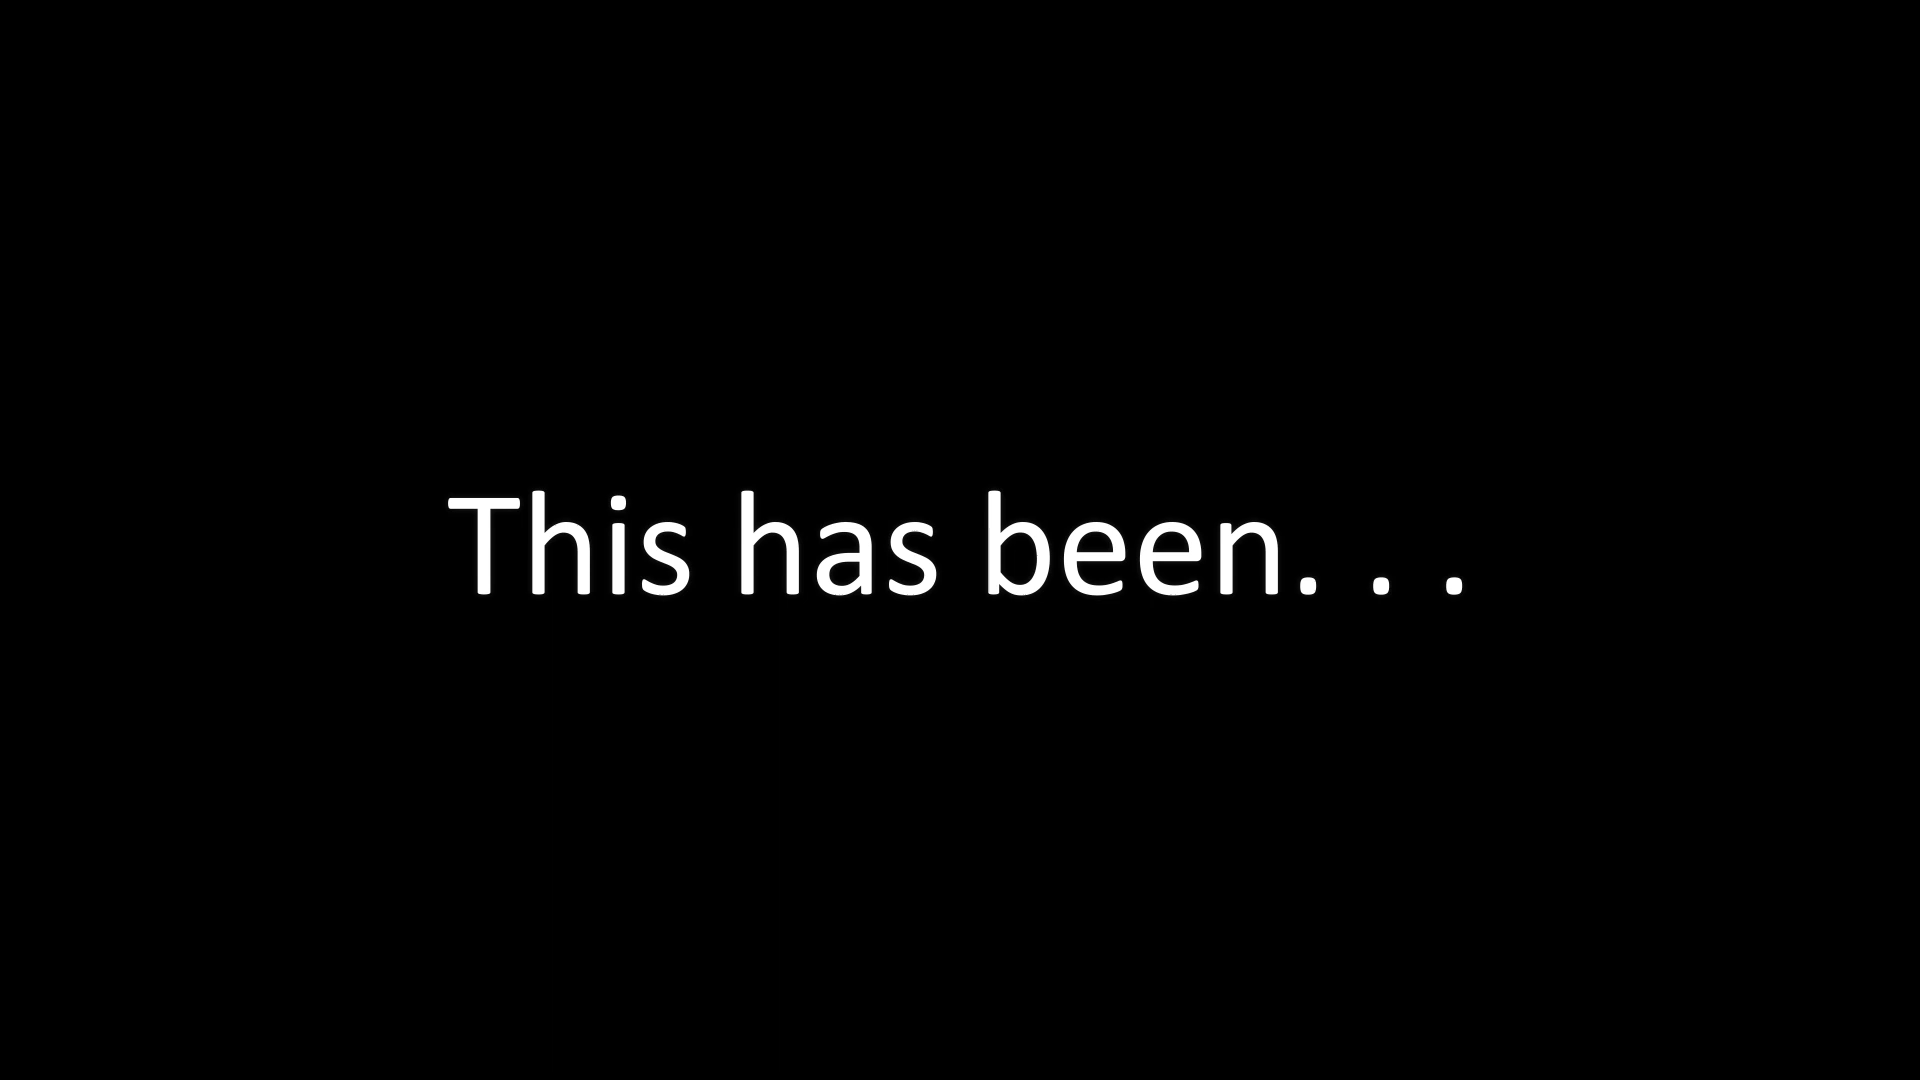 This has been. . .